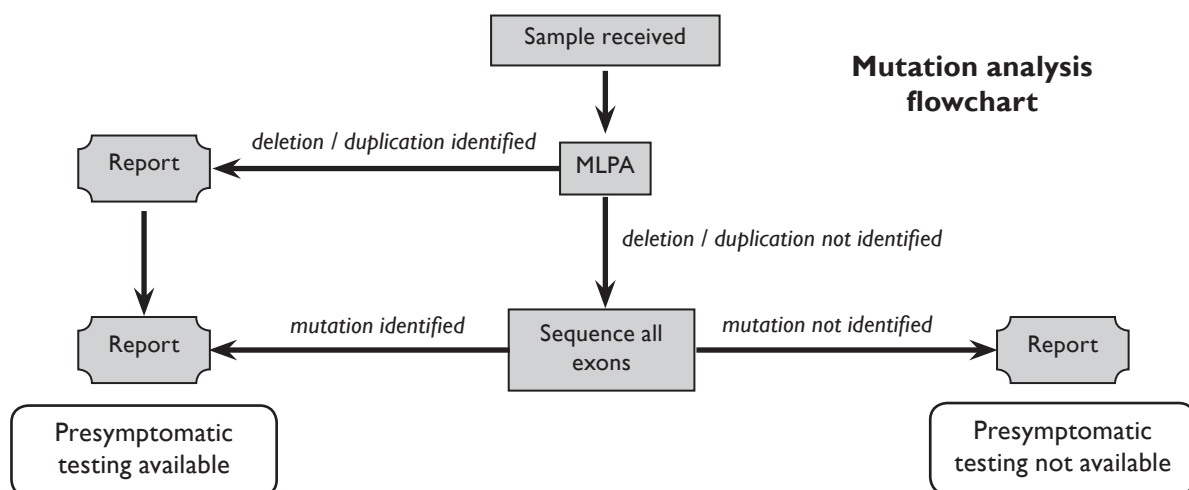 Sample received
Mutation analysis
flowchart
deletion / duplication identified
Report
MLPA
deletion / duplication not identified
mutation identified
Report
Sequence all
exons
mutation not identified
Report
Presymptomatic
testing available
Presymptomatic
testing not available